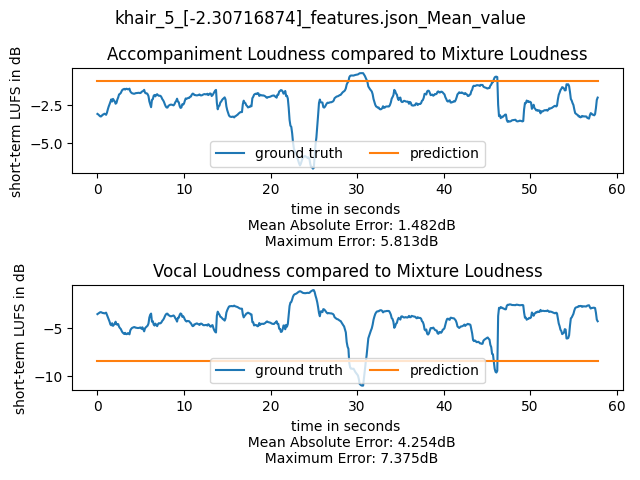 khair_5_[-2.30716874]_features.json_Mean_value
Accompaniment Loudness compared to Mixture Loudness
short-term LUFS in dB
−2.5
−5.0
ground truth
prediction
0 10 20 30 40 50 60
time in seconds
Mean Absolute Error: 1.482dB
Maximum Error: 5.813dB
Vocal Loudness compared to Mixture Loudness
short-term LUFS in dB
−5
−10
ground truth
prediction
0 10 20 30 40 50 60
time in seconds
Mean Absolute Error: 4.254dB
Maximum Error: 7.375dB